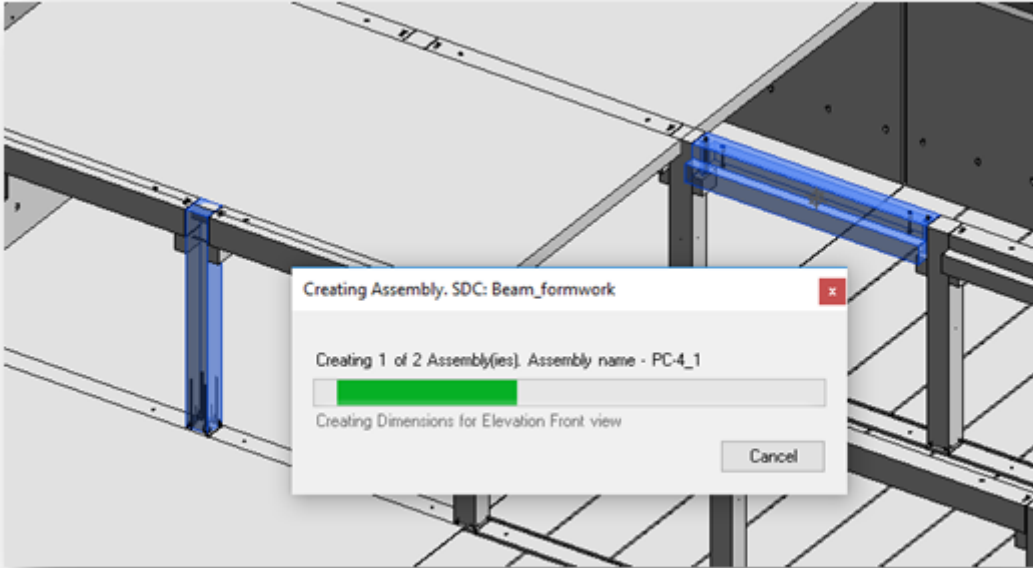 Creating Assembly. SDC: Beam_formwork
Creating 1 of 2 Assembly(ies). Assembly name - PC-4_1
Creating Dimensions for Elevation Front view
Cancel